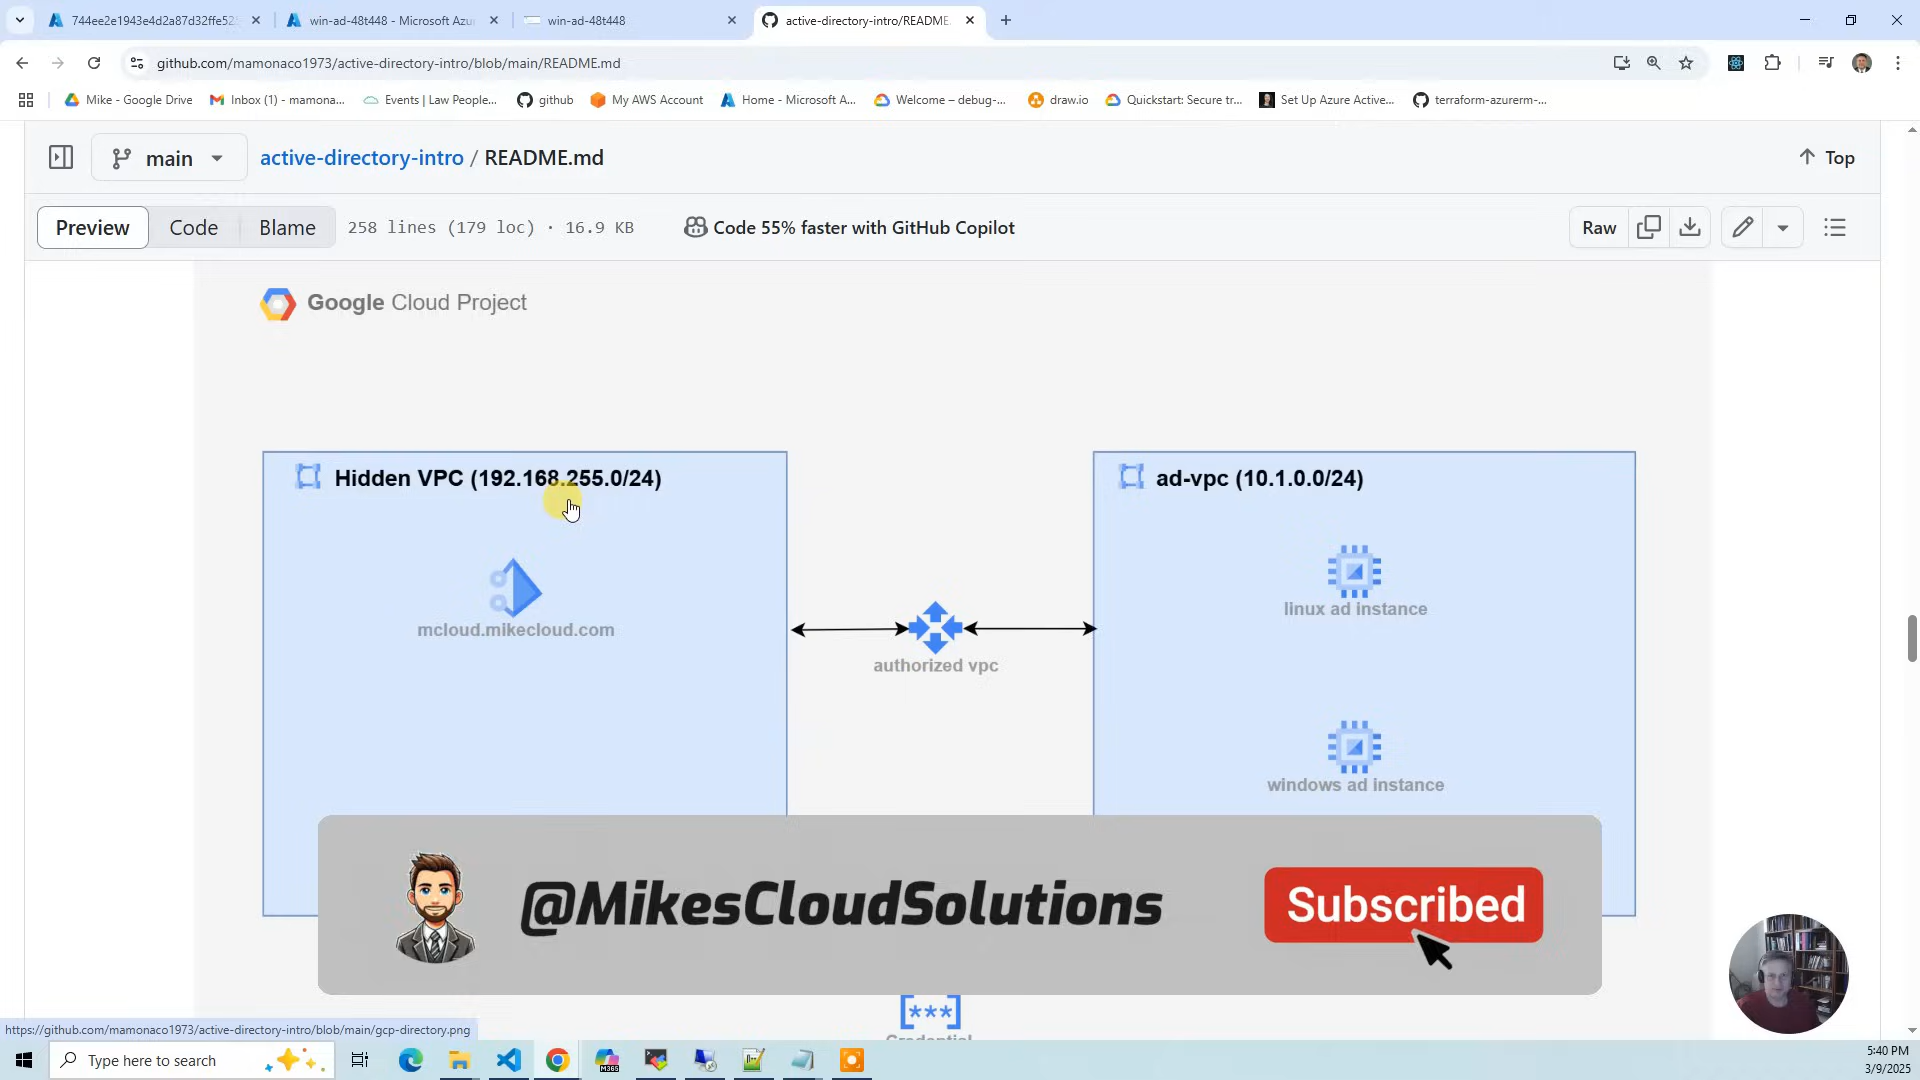 744ee2e1943e4d2a87d32ffe52
win-ad-48t448 - Microsoft Azu
win-ad-48t448
active-directory-intro/README
github.com/mamonaco1973/active-directory-intro/blob/main/README.md
Mike - Google Drive
Inbox (1) - mamona...
Events | Law People...
github
My AWS Account
Home - Microsoft A...
Welcome – debug-...
draw.io
Quickstart: Secure tr...
Set Up Azure Active...
terraform-azurerm-...
main
active-directory-intro / README.md
Top
Preview
Code
Blame
258 lines (179 loc) · 16.9 KB
Code 55% faster with GitHub Copilot
Raw
Google Cloud Project
Hidden VPC (192.168.255.0/24)
ad-vpc (10.1.0.0/24)
linux ad instance
mcloud.mikecloud.com
authorized vpc
windows ad instance
@MikesCloudSolutions
Subscribed
[***]
Credential
https://github.com/mamonaco1973/active-directory-intro/blob/main/gcp-directory.png
Type here to search
M365
5:40 PM
3/9/2025